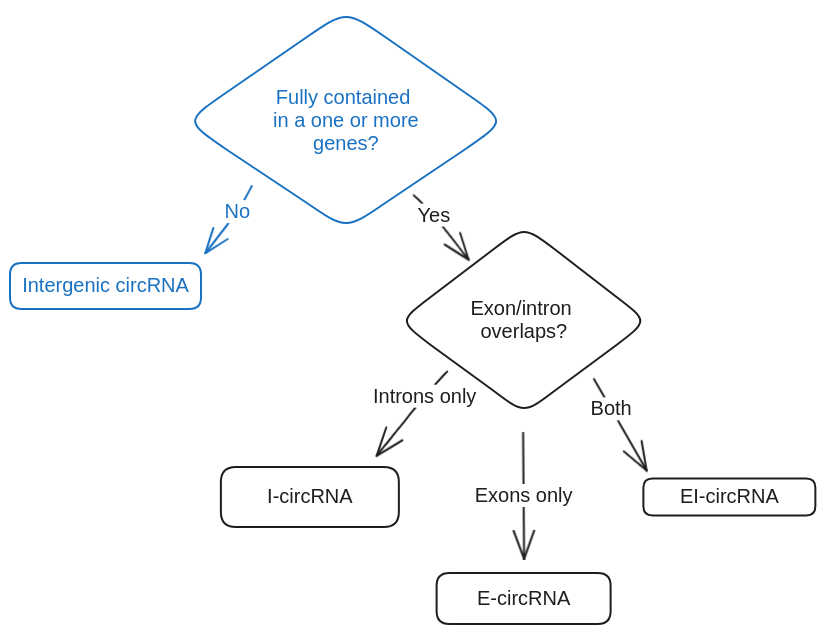 Fully contained
in a one or more
genes?
No
Yes
Intergenic circRNA
Exon/intron
overlaps?
Introns only
Both
Exons only
I-circRNA
EI-circRNA
E-circRNA